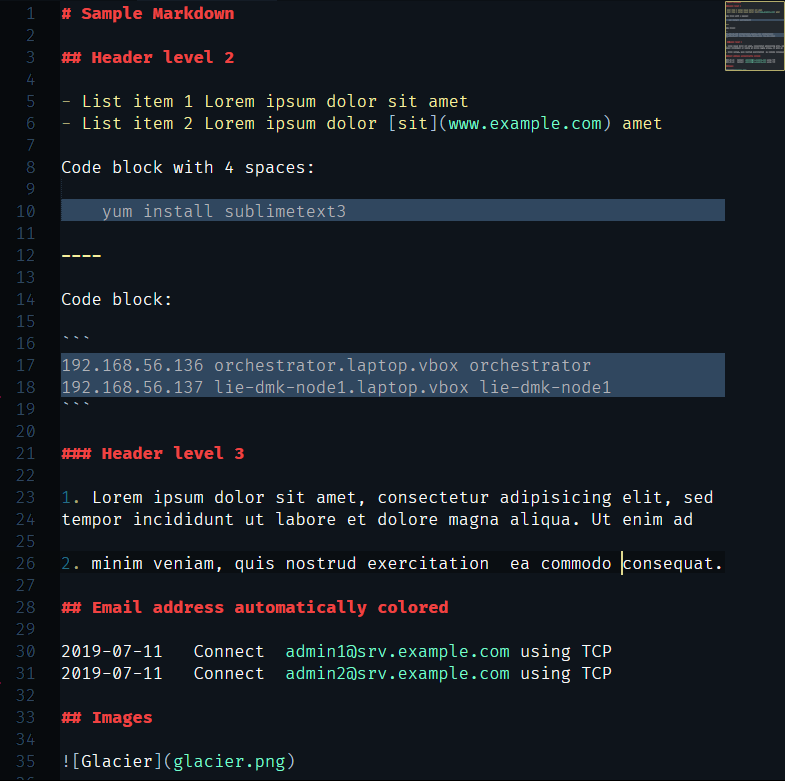 1 # Sample Markdown
2
3 ## Header level 2
4
5 - List item 1 Lorem ipsum dolor sit amet
6 - List item 2 Lorem ipsum dolor [sit](www.example.com) amet
7
8 Code block with 4 spaces:
9
10     yum install sublimetext3
11
12 ----
13
14 Code block:
15
16 ```
17 192.168.56.136 orchestrator.laptop.vbox orchestrator
18 192.168.56.137 lie-dmk-node1.laptop.vbox lie-dmk-node1
19 ```
20
21 ### Header level 3
22
23 1. Lorem ipsum dolor sit amet, consectetur adipisicing elit, sed
24 tempor incididunt ut labore et dolore magna aliqua. Ut enim ad
25
26 2. minim veniam, quis nostrud exercitation  ea commodo consequat.
27
28 ## Email address automatically colored
29
30 2019-07-11   Connect  admin1@srv.example.com using TCP
31 2019-07-11   Connect  admin2@srv.example.com using TCP
32
33 ## Images
34
35 ![Glacier](glacier.png)